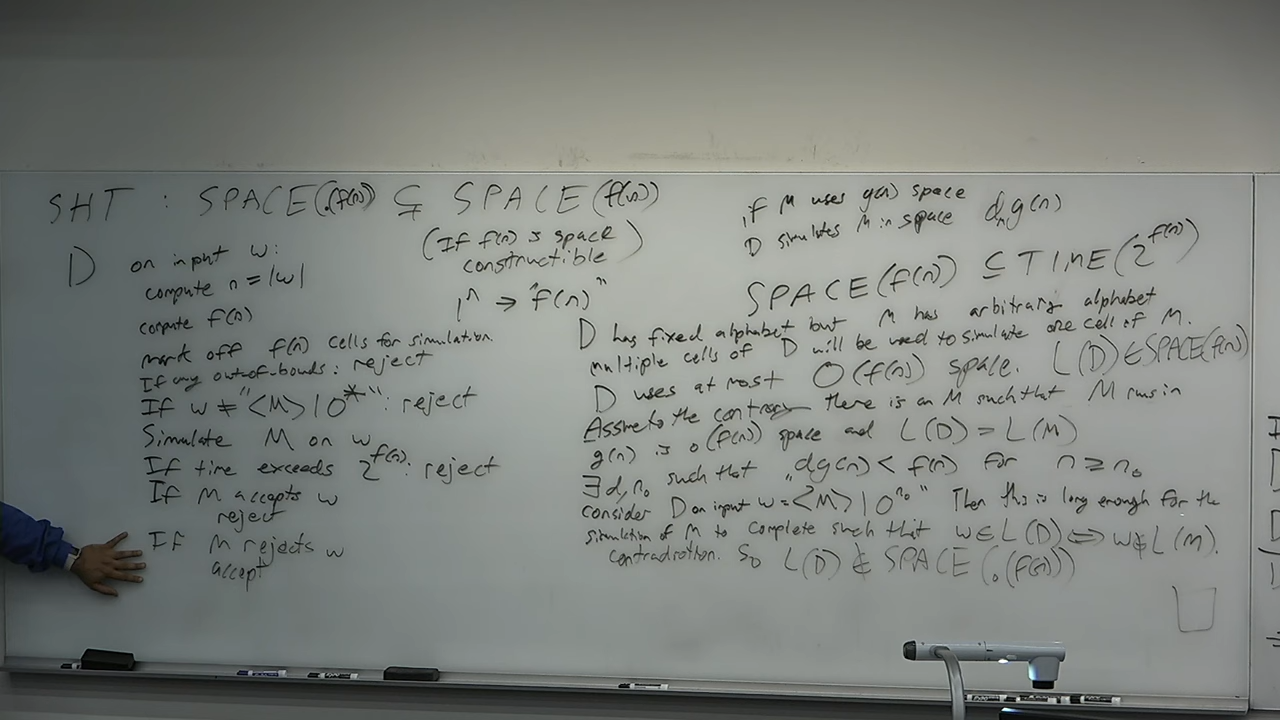 SHT : SPACE(o(f(n))) ⊊ SPACE(f(n))
(If f(n) is space
constructible)
1ⁿ → "f(n)"
D on input w:
compute n = |w|
compute f(n)
mark off f(n) cells for simulation
If any out-of-bounds: reject
If w ≠ "<M>10*": reject
Simulate M on w
If time exceeds 2^f(n): reject
If M accepts w
reject
If M rejects w
accept
if M uses g(n) space
D simulates M in space dₘg(n)
SPACE(f(n)) ⊆ TIME(2^f(n))
D has fixed alphabet but M has arbitrary alphabet
multiple cells of D will be used to simulate one cell of M.
D uses at most O(f(n)) space. L(D) ∈ SPACE(f(n))
Assume to the contrary there is an M such that M runs in
g(n) is o(f(n)) space and L(D) = L(M)
∃ d, n₀ such that "dg(n) < f(n) for n ≥ n₀
consider D on input w = "<M>10^n₀" Then this is long enough for the
simulation of M to complete such that w ∈ L(D) ⟺ w ∉ L(M).
contradiction. So L(D) ∉ SPACE(o(f(n)))